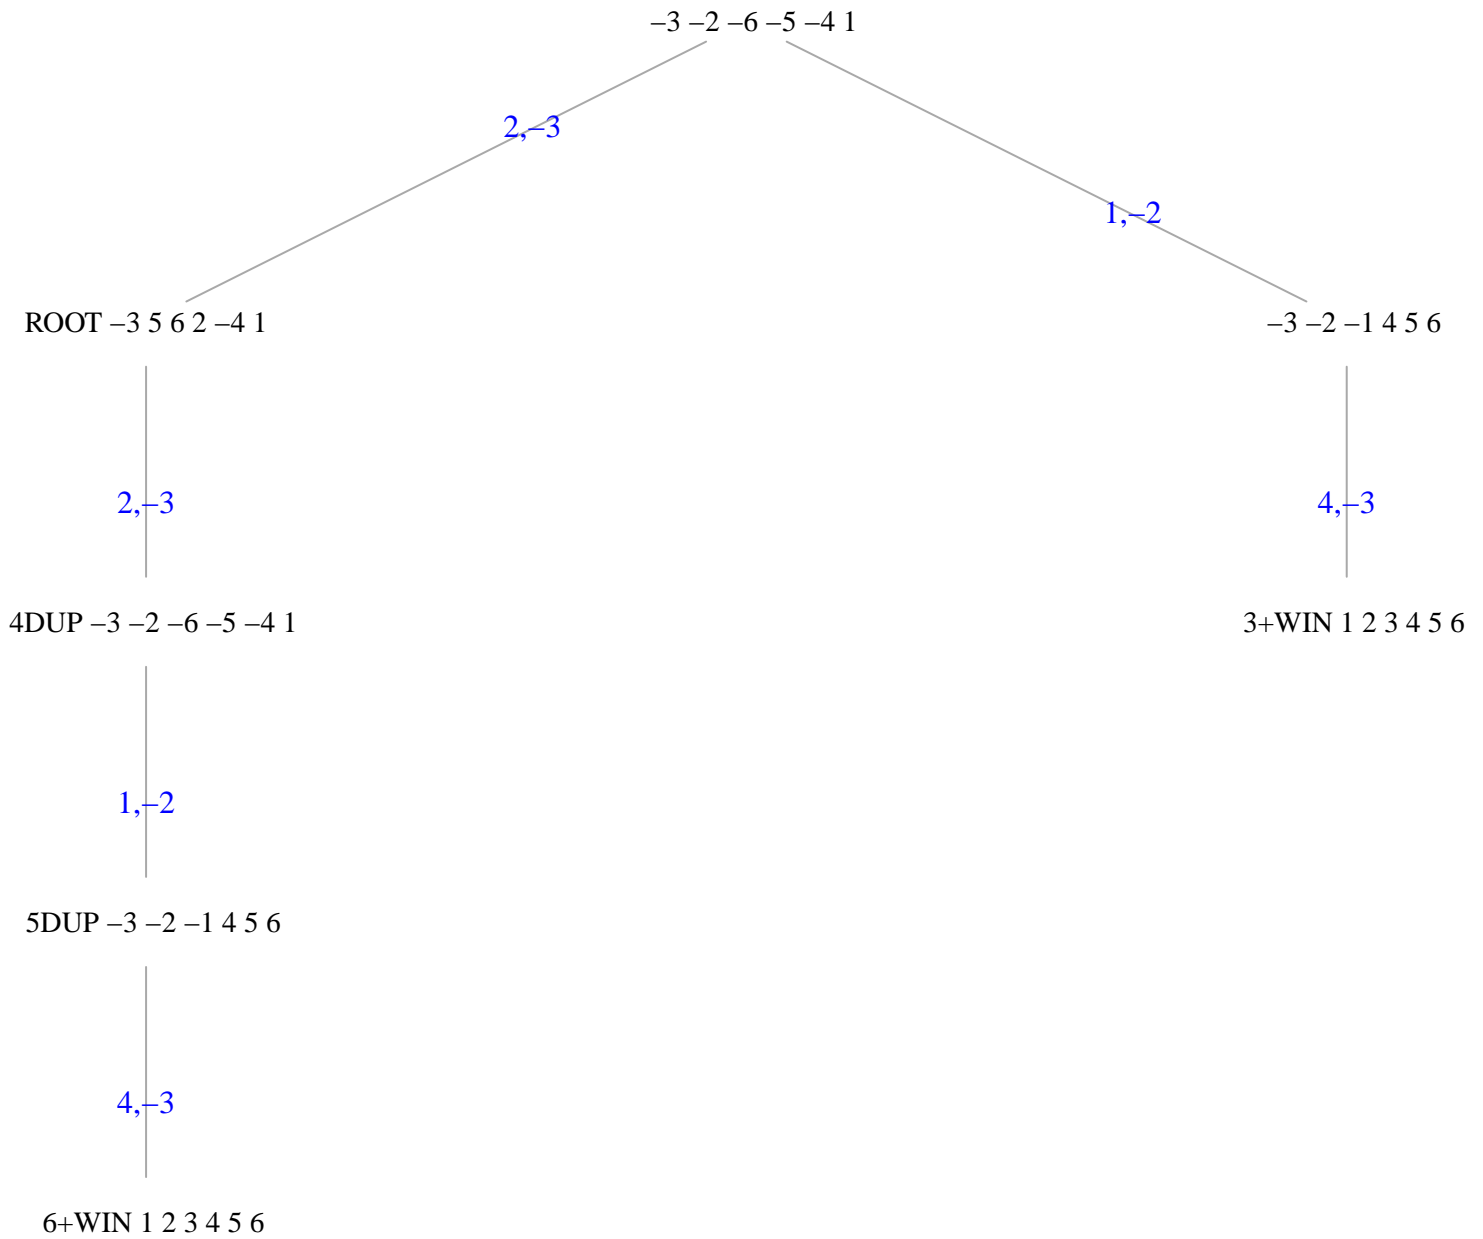 –3 –2 –6 –5 –4 1
2,–3
1,–2
ROOT –3 5 6 2 –4 1
–3 –2 –1 4 5 6
2,–3
4,–3
4DUP –3 –2 –6 –5 –4 1
3+WIN 1 2 3 4 5 6
1,–2
5DUP –3 –2 –1 4 5 6
4,–3
6+WIN 1 2 3 4 5 6